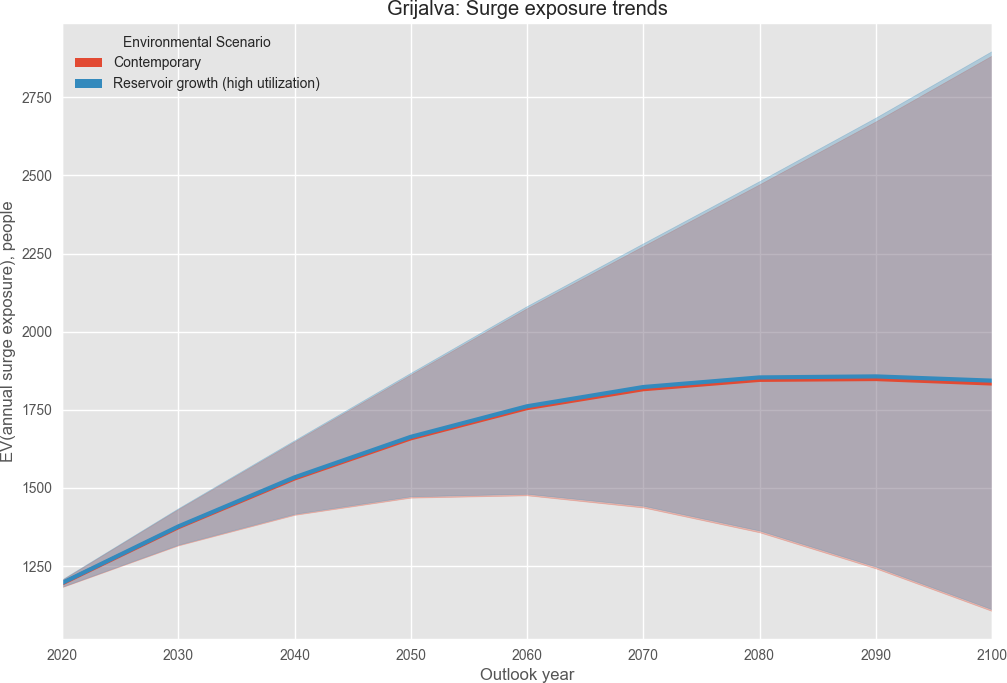 Grijalva: Surge exposure trends
Environmental Scenario
Contemporary
Reservoir growth (high utilization)
EV(annual surge exposure), people
2750
2500
2250
2000
1750
1500
1250
2020 2030 2040 2050 2060 2070 2080 2090 2100
Outlook year